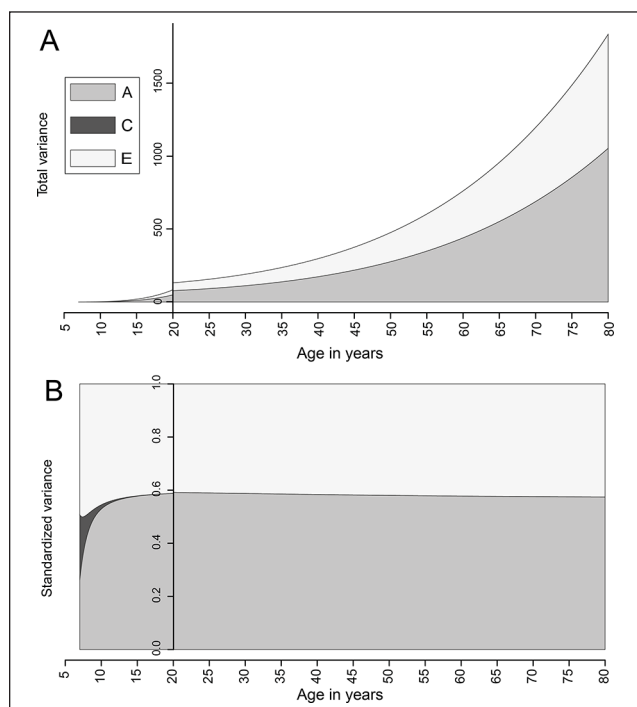 A
A
C
E
Total variance
0
500
1000
1500
5 10 15 20 25 30 35 40 45 50 55 60 65 70 75 80
Age in years
B
Standardized variance
0.0 0.2 0.4 0.6 0.8 1.0
5 10 15 20 25 30 35 40 45 50 55 60 65 70 75 80
Age in years